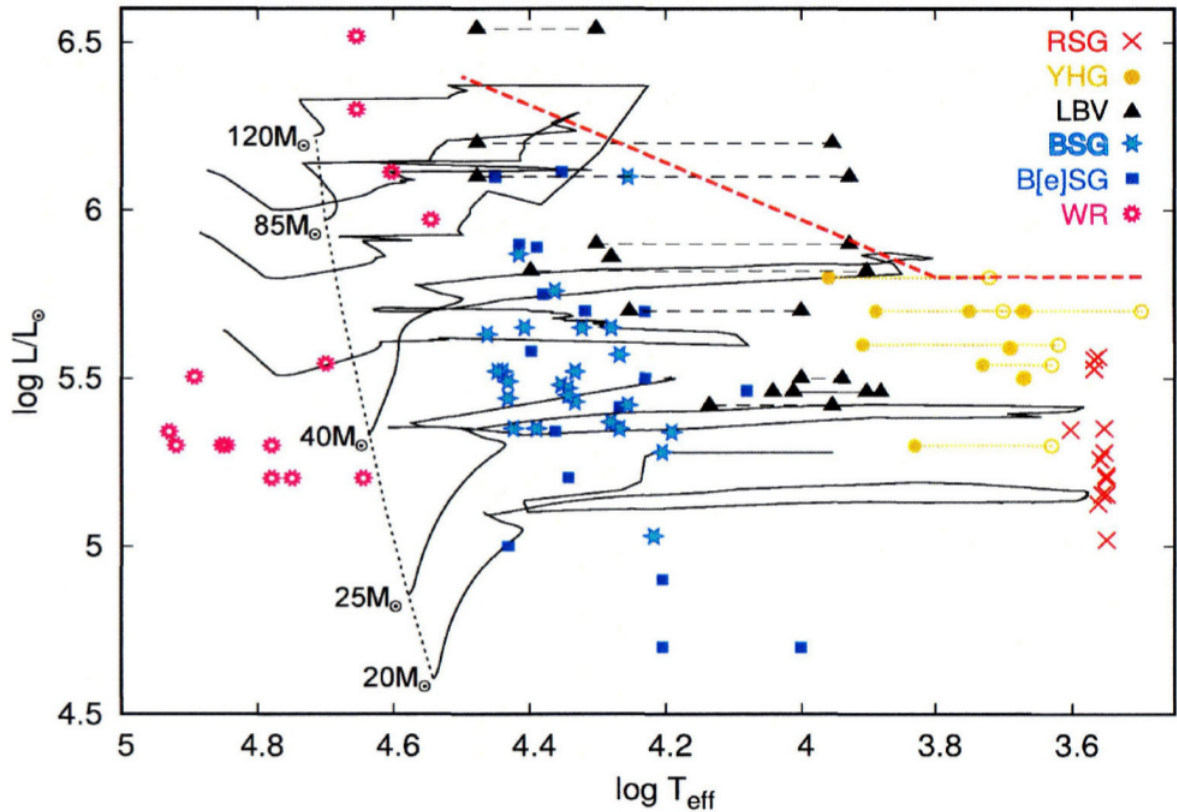 6.5
6
5.5
5
4.5
log L/L⊙
5
4.8
4.6
4.4
4.2
4
3.8
3.6
log Teff
RSG
YHG
LBV
BSG
B[e]SG
WR
120M⊙
85M⊙
40M⊙
25M⊙
20M⊙